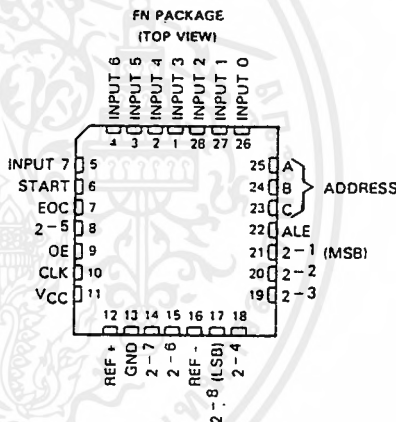 FN PACKAGE
(TOP VIEW)
INPUT 6
INPUT 5
INPUT 4
INPUT 3
INPUT 2
INPUT 1
INPUT 0
4 3 2 1 28 27 26
INPUT 7 5
START 6
EOC 7
2-5 8
OE 9
CLK 10
VCC 11
25 A
24 B
23 C
ADDRESS
22 ALE
21 2-1 (MSB)
20 2-2
19 2-3
12 13 14 15 16 17 18
REF +
GND
2-7
2-6
REF -
2-8 (LSB)
2-4